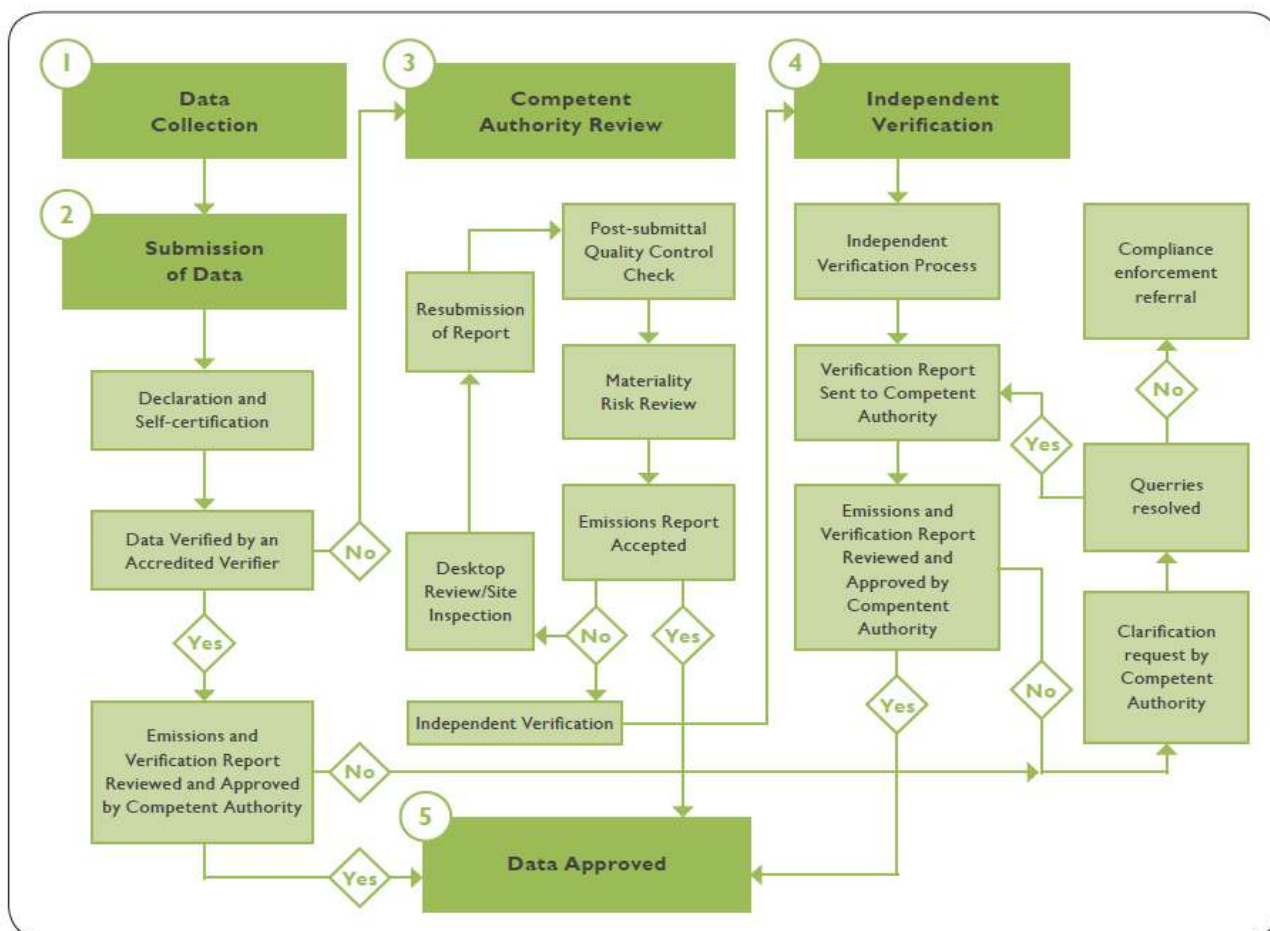 1
Data
Collection
2
Submission
of Data
Declaration and
Self-certification
Data Verified by an
Accredited Verifier
No
Yes
Emissions and
Verification Report
Reviewed and Approved
by Competent Authority
No
Yes
3
Competent
Authority Review
Post-submittal
Quality Control
Check
Resubmission
of Report
Materiality
Risk Review
Emissions Report
Accepted
Desktop
Review/Site
Inspection
No
Yes
Independent Verification
4
Independent
Verification
Independent
Verification Process
Verification Report
Sent to Competent
Authority
Emissions and
Verification Report
Reviewed and
Approved by
Compentent
Authority
Yes
No
Compliance
enforcement
referral
No
Yes
Querries
resolved
Clarification
request by
Competent
Authority
5
Data Approved